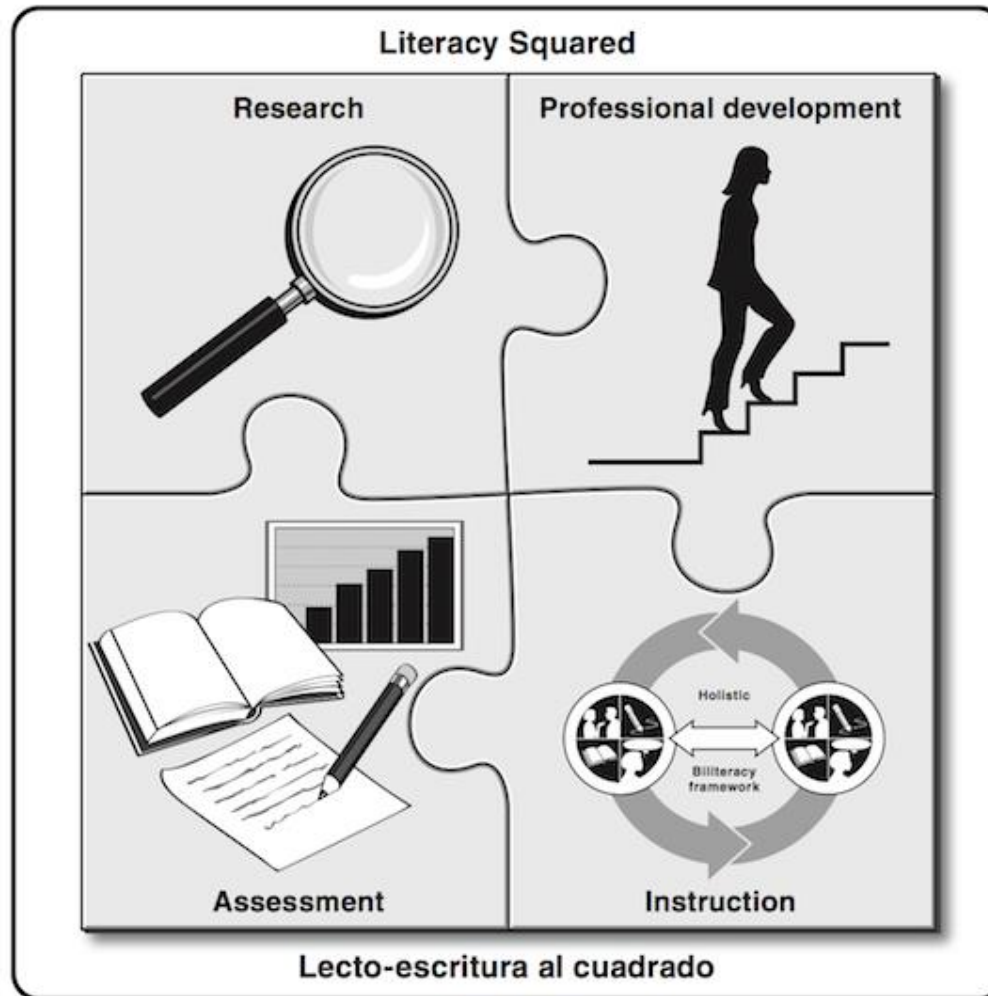 Literacy Squared
Research
Professional development
Holistic
Biliteracy
framework
Assessment
Instruction
Lecto-escritura al cuadrado